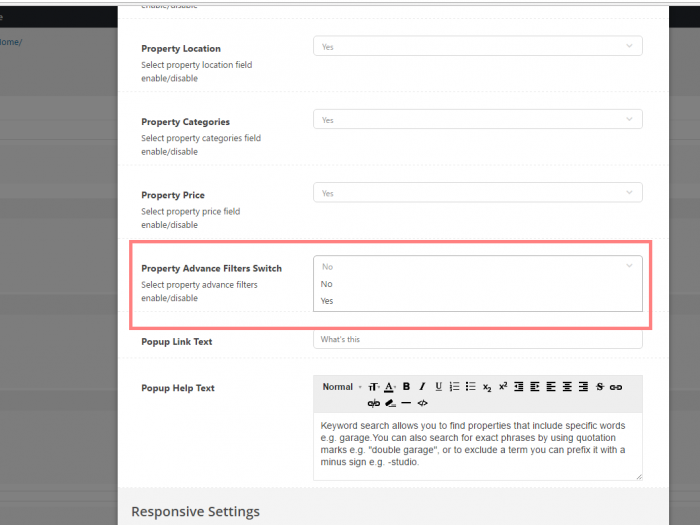 enable/disable
e
Home/
Property Location
Yes
Select property location field
enable/disable
Property Categories
Yes
Select property categories field
enable/disable
Property Price
Yes
Select property price field
enable/disable
Property Advance Filters Switch
No
Select property advance filters
enable/disable
No
Yes
Popup Link Text
What's this
Popup Help Text
Normal
Keyword search allows you to find properties that include specific words
e.g. garage.You can also search for exact phrases by using quotation
marks e.g. "double garage", or to exclude a term you can prefix it with a
minus sign e.g. -studio.
Responsive Settings